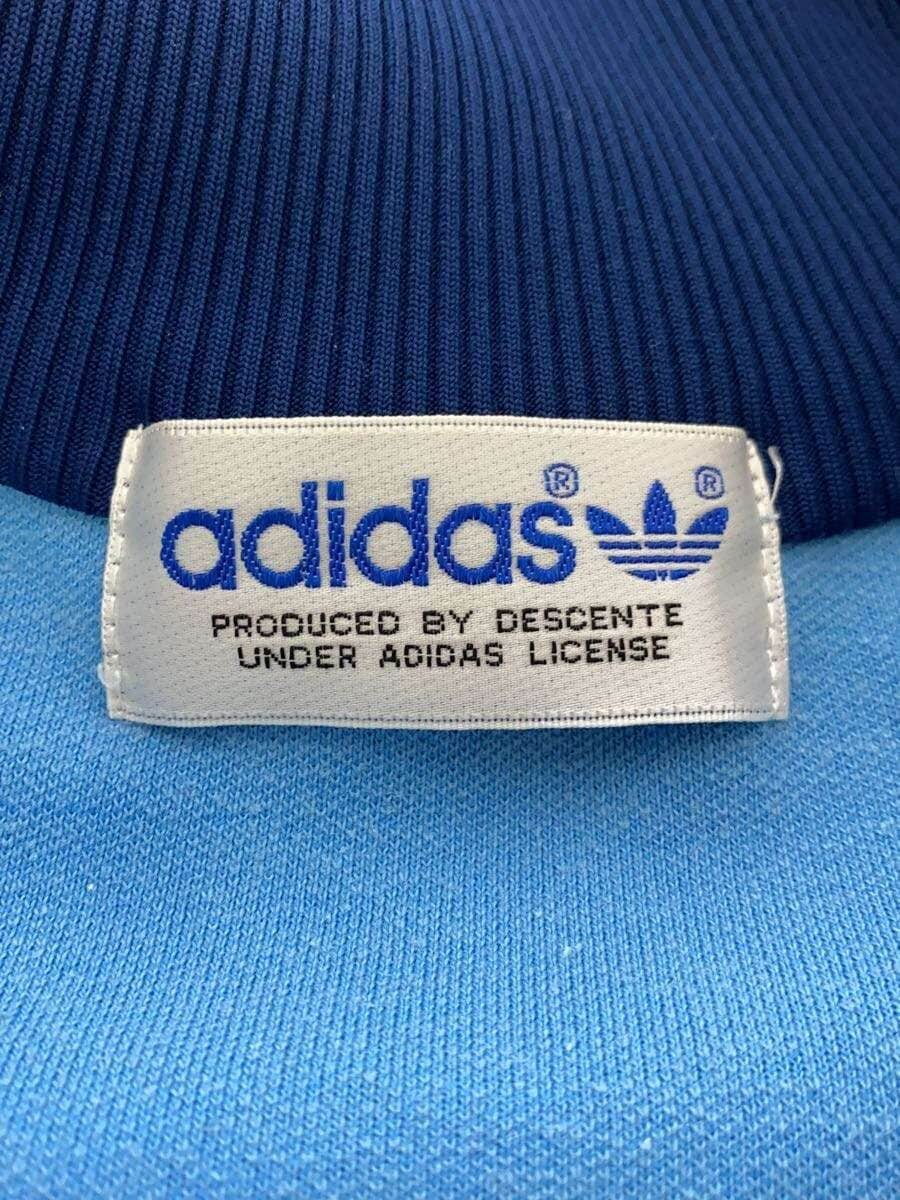 adidas® ®
PRODUCED BY DESCENTE
UNDER ADIDAS LICENSE